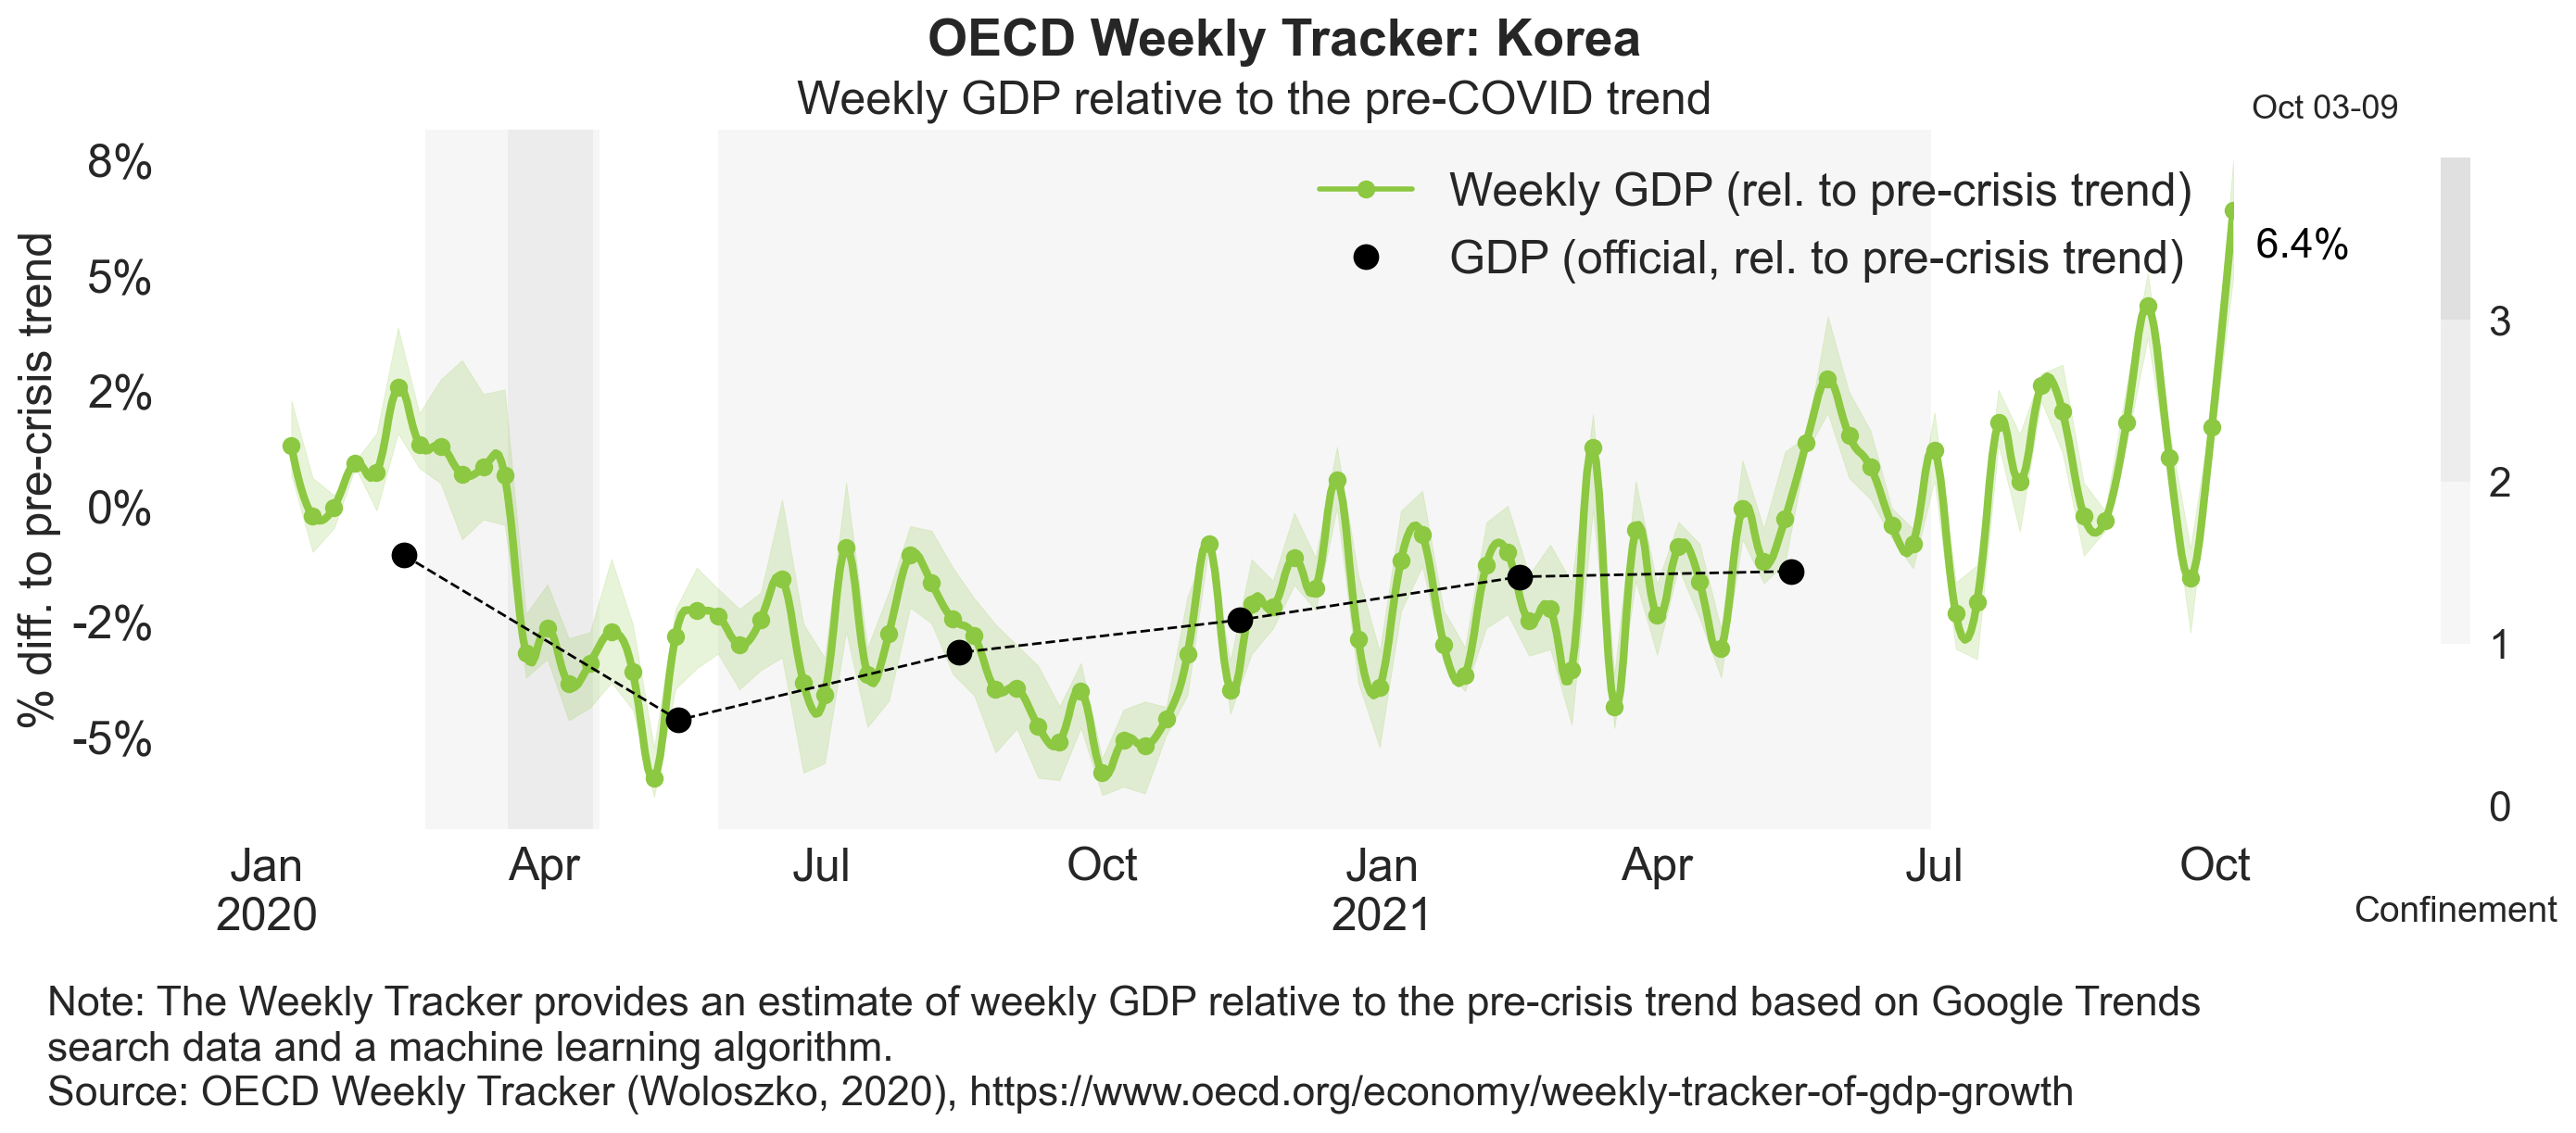 OECD Weekly Tracker: Korea
Weekly GDP relative to the pre-COVID trend
Oct 03-09
8%
5%
2%
0%
-2%
-5%
% diff. to pre-crisis trend
Weekly GDP (rel. to pre-crisis trend)
GDP (official, rel. to pre-crisis trend)
6.4%
3
2
1
0
Jan
2020
Apr
Jul
Oct
Jan
2021
Apr
Jul
Oct
Confinement
Note: The Weekly Tracker provides an estimate of weekly GDP relative to the pre-crisis trend based on Google Trends
search data and a machine learning algorithm.
Source: OECD Weekly Tracker (Woloszko, 2020), https://www.oecd.org/economy/weekly-tracker-of-gdp-growth